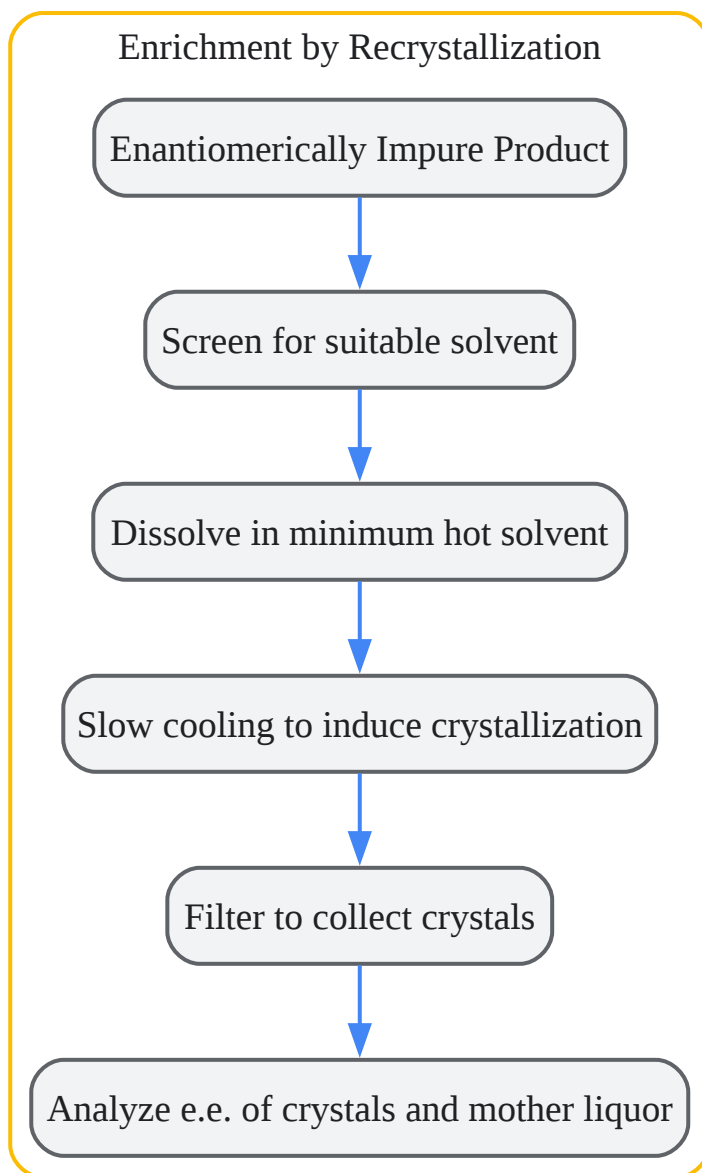 Enrichment by Recrystallization
Enantiomerically Impure Product
Screen for suitable solvent
Dissolve in minimum hot solvent
Slow cooling to induce crystallization
Filter to collect crystals
Analyze e.e. of crystals and mother liquor